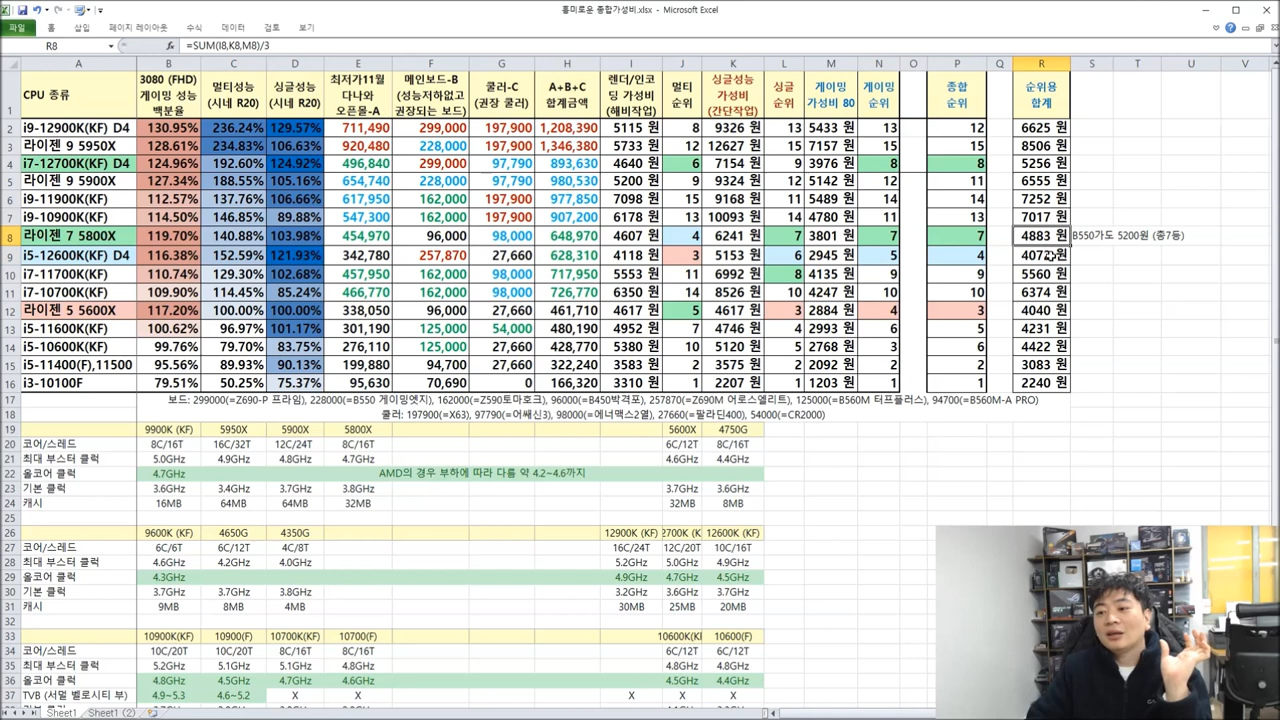 흥미로운 종합가성비.xlsx - Microsoft Excel
파일 홈 삽입 페이지 레이아웃 수식 데이터 검토 보기
R8 fx =SUM(I8,K8,M8)/3
A B C D E F G H I J K L M N O P Q R S T U V
1 CPU 종류 3080 (FHD) 게이밍 성능 백분율 멀티성능 (시네 R20) 싱글성능 (시네 R20) 최저가11월 다나와 오픈몰-A 메인보드-B (성능저하없고 권장되는 보드) 쿨러-C (권장 쿨러) A+B+C 합계금액 렌더/인코딩 가성비 (해비작업) 멀티 순위 싱글성능 가성비 (간단작업) 싱글 순위 게이밍 가성비 80 게이밍 순위 종합 순위 순위용 합계
2 i9-12900K(KF) D4 130.95% 236.24% 129.57% 711,490 299,000 197,900 1,208,390 5115 원 8 9326 원 13 5433 원 13 12 6625 원
3 라이젠 9 5950X 128.61% 234.83% 106.63% 920,480 228,000 197,900 1,346,380 5733 원 12 12627 원 15 7157 원 15 15 8506 원
4 i7-12700K(KF) D4 124.96% 192.60% 124.92% 496,840 299,000 97,790 893,630 4640 원 6 7154 원 9 3976 원 8 8 5256 원
5 라이젠 9 5900X 127.34% 188.55% 105.16% 654,740 228,000 97,790 980,530 5200 원 9 9324 원 12 5142 원 12 11 6555 원
6 i9-11900K(KF) 112.57% 137.76% 106.66% 617,950 162,000 197,900 977,850 7098 원 15 9168 원 11 5489 원 14 14 7252 원
7 i9-10900K(KF) 114.50% 146.85% 89.88% 547,300 162,000 197,900 907,200 6178 원 13 10093 원 14 4780 원 11 13 7017 원
8 라이젠 7 5800X 119.70% 140.88% 103.98% 454,970 96,000 98,000 648,970 4607 원 4 6241 원 7 3801 원 7 7 4883 원 B550가도 5200원 (총7등)
9 i5-12600K(KF) D4 116.38% 152.59% 121.93% 342,780 257,870 27,660 628,310 4118 원 3 5153 원 6 2945 원 5 4 4072 원
10 i7-11700K(KF) 110.74% 129.30% 102.68% 457,950 162,000 98,000 717,950 5553 원 11 6992 원 8 4135 원 9 9 5560 원
11 i7-10700K(KF) 109.90% 114.45% 85.24% 466,770 162,000 98,000 726,770 6350 원 14 8526 원 10 4247 원 10 10 6374 원
12 라이젠 5 5600X 117.20% 100.00% 100.00% 338,050 96,000 27,660 461,710 4617 원 5 4617 원 3 2884 원 4 3 4040 원
13 i5-11600K(KF) 100.62% 96.97% 101.17% 301,190 125,000 54,000 480,190 4952 원 7 4746 원 4 2993 원 6 5 4231 원
14 i5-10600K(KF) 99.76% 79.70% 83.75% 276,110 125,000 27,660 428,770 5380 원 10 5120 원 5 2768 원 3 6 4422 원
15 i5-11400(F),11500 95.56% 89.93% 90.13% 199,880 94,700 27,660 322,240 3583 원 2 3575 원 2 2092 원 2 2 3083 원
16 i3-10100F 79.51% 50.25% 75.37% 95,630 70,690 0 166,320 3310 원 1 2207 원 1 1203 원 1 1 2240 원
17 보드: 299000(=Z690-P 프라임), 228000(=B550 게이밍엣지), 162000(=Z590토마호크), 96000(=B450박격포), 257870(=Z690M 어로스엘리트), 125000(=B560M 터프플러스), 94700(=B560M-A PRO)
18 쿨러: 197900(=X63), 97790(=어쌔신3), 98000(=에너맥스2열), 27660(=팔라딘400), 54000(=CR2000)
19 9900K (KF) 5950X 5900X 5800X 5600X 4750G
20 코어/스레드 8C/16T 16C/32T 12C/24T 8C/16T 6C/12T 8C/16T
21 최대 부스터 클럭 5.0GHz 4.9GHz 4.8GHz 4.7GHz 4.6GHz 4.4GHz
22 올코어 클럭 4.7GHz AMD의 경우 부하에 따라 다름 약 4.2~4.6까지
23 기본 클럭 3.6GHz 3.4GHz 3.7GHz 3.8GHz 3.7GHz 3.6GHz
24 캐시 16MB 64MB 64MB 32MB 32MB 8MB
25
26 9600K (KF) 4650G 4350G 12900K (KF) 2700K (K 12600K (KF)
27 코어/스레드 6C/6T 6C/12T 4C/8T 16C/24T 12C/20T 10C/16T
28 최대 부스터 클럭 4.6GHz 4.2GHz 4.0GHz 5.2GHz 5.0GHz 4.9GHz
29 올코어 클럭 4.3GHz 4.9GHz 4.7GHz 4.5GHz
30 기본 클럭 3.7GHz 3.7GHz 3.8GHz 3.2GHz 3.6GHz 3.7GHz
31 캐시 9MB 8MB 4MB 30MB 25MB 20MB
32
33 10900K(KF) 10900(F) 10700K(KF) 10700(F) 10600K(K 10600(F)
34 코어/스레드 10C/20T 10C/20T 8C/16T 8C/16T 6C/12T 6C/12T
35 최대 부스터 클럭 5.2GHz 5.1GHz 5.1GHz 4.8GHz 4.8GHz 4.8GHz
36 올코어 클럭 4.8GHz 4.5GHz 4.7GHz 4.6GHz 4.5GHz 4.4GHz
37 TVB (서멀 벨로시티 부) 4.9~5.3 4.6~5.2 X X X X X
Sheet1 Sheet1 (2)